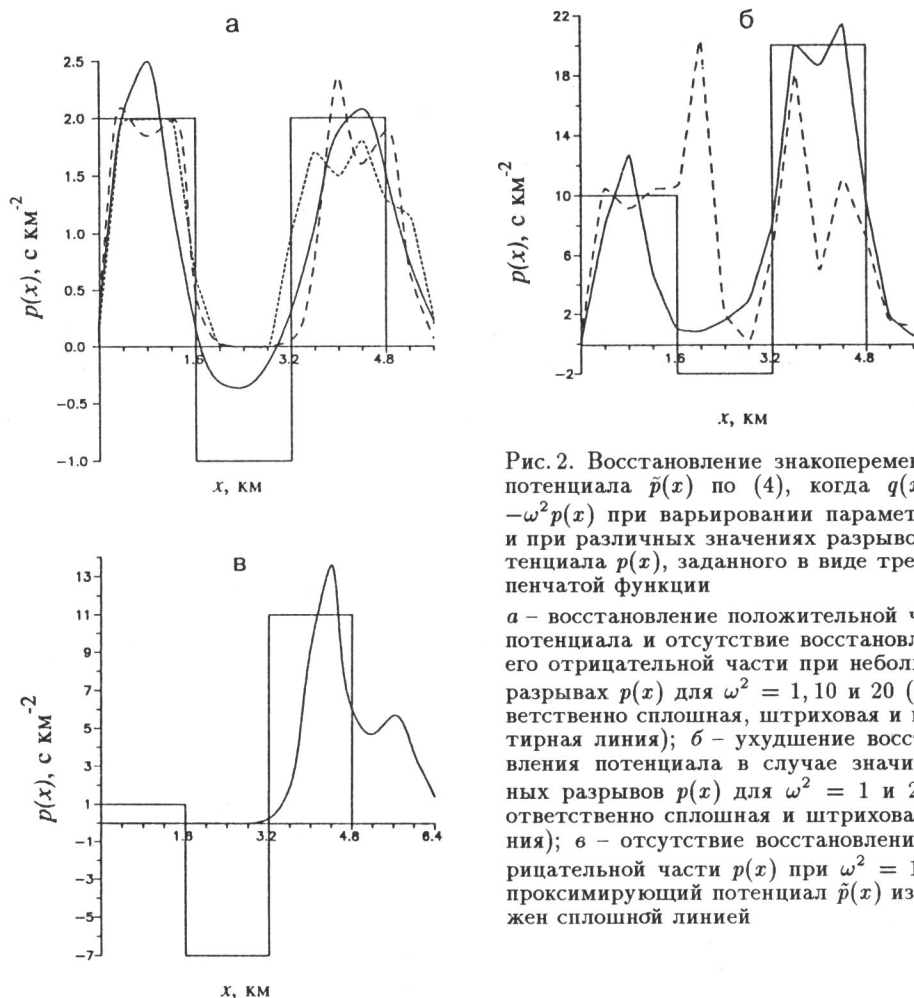 а
2.5
2.0
1.5
1.0
0.5
0.0
−0.5
−1.0
1.6
3.2
4.8
p(x), с км⁻²
x, км
б
22
18
14
10
6
2
−2
1.6
3.2
4.8
p(x), с км⁻²
x, км
в
13
11
9
7
5
3
1
−1
−3
−5
−7
1.6
3.2
4.8
6.4
p(x), с км⁻²
x, км
Рис. 2. Восстановление знакоперемен
потенциала p̃(x) по (4), когда q(x
−ω²p(x) при варьировании парамет
и при различных значениях разрыво
тенциала p(x), заданного в виде тре
пенчатой функции
а – восстановление положительной ч
потенциала и отсутствие восстановл
его отрицательной части при небол
разрывах p(x) для ω² = 1, 10 и 20 (
ветственно сплошная, штриховая и
тирная линия); б – ухудшение восст
вления потенциала в случае значи
ных разрывов p(x) для ω² = 1 и 2
ответственно сплошная и штрихова
ния); в – отсутствие восстановлени
рицательной части p(x) при ω² = 1
проксимирующий потенциал p̃(x) из
жен сплошной линией